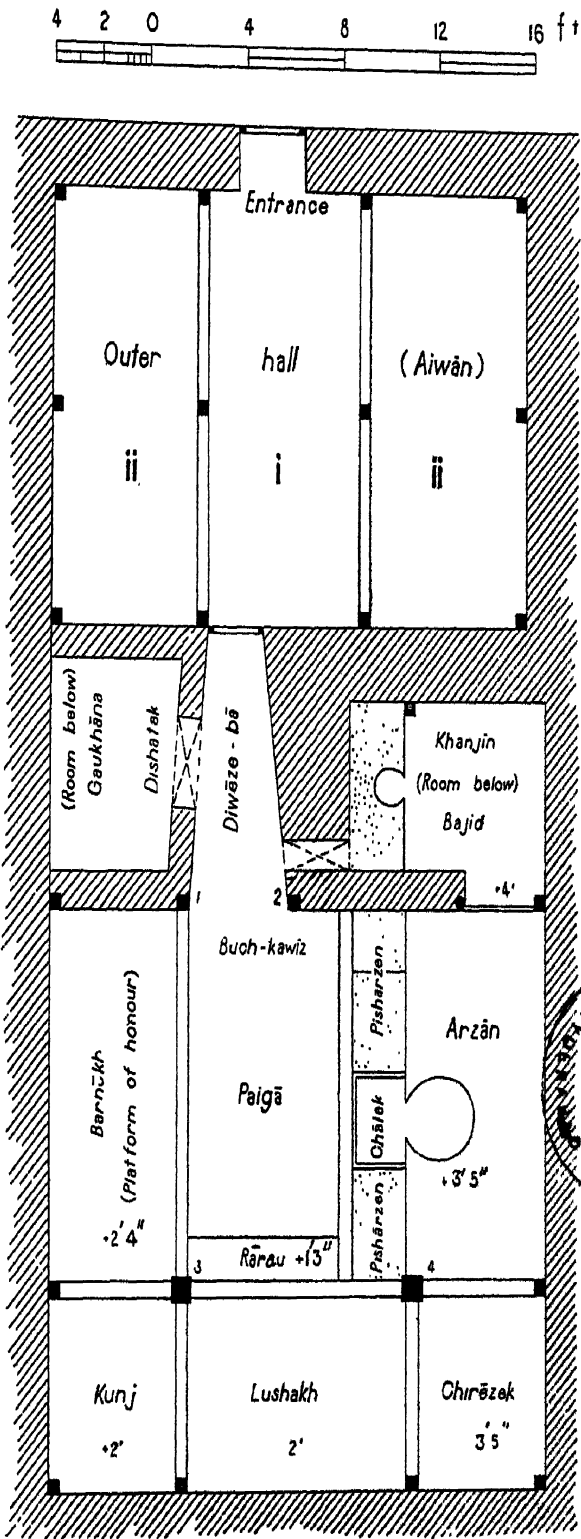 4 2 0 4 8 12 16 ft
Entrance
Outer hall (Aiwān)
ii i ii
(Room below)
Gaukhāna
Dishatek
Diwāze-bā
Khanjin
(Room below)
Bajid
+4'
1 2
Buch-kawiz
Pishārzen
Arzān
Barnūkh
(Platform of honour)
Paigā
Chālek
+3' 5"
+2' 4"
Rārau +1'3"
Pishārzen
3 4
Kunj
+2'
Lushakh
2'
Chirēzek
3' 5"